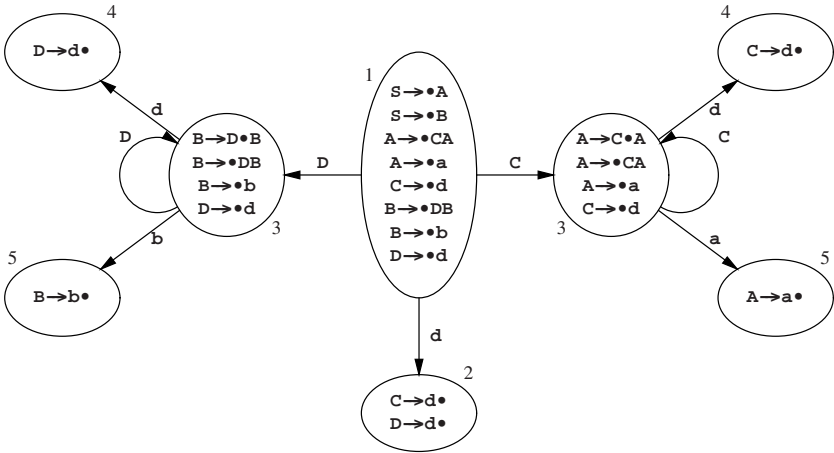 4
D→d•
d
D
B→D•B
B→•DB
B→•b
D→•d
3
b
5
B→b•
D
1
S→•A
S→•B
A→•CA
A→•a
C→•d
B→•DB
B→•b
D→•d
C
d
2
C→d•
D→d•
4
C→d•
d
C
A→C•A
A→•CA
A→•a
C→•d
3
a
5
A→a•